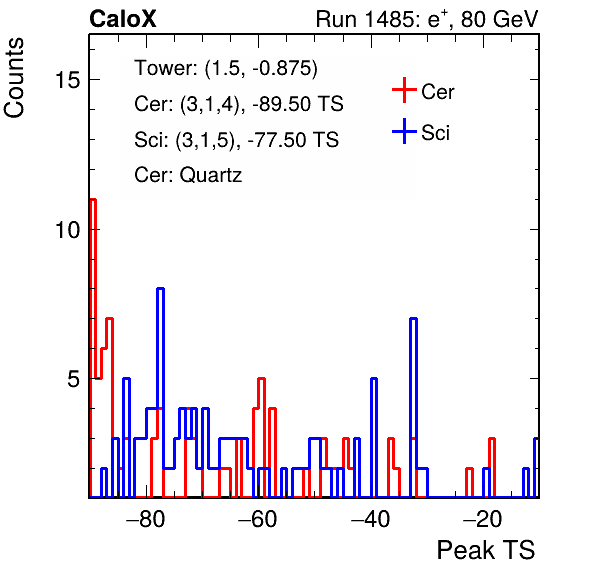 CaloX
Run 1485: e+, 80 GeV
Counts
Tower: (1.5, -0.875)
Cer: (3,1,4), -89.50 TS
Sci: (3,1,5), -77.50 TS
Cer: Quartz
Cer
Sci
15
10
5
−80 −60 −40 −20
Peak TS